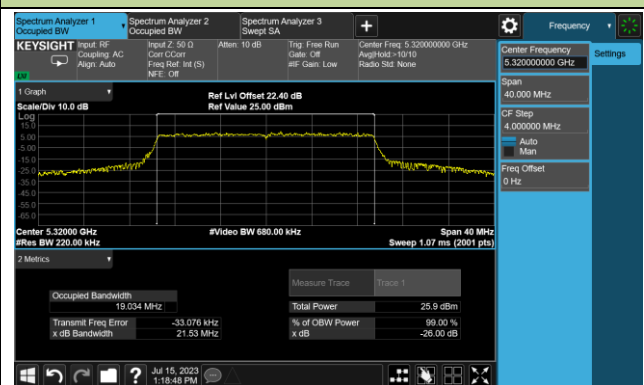 Spectrum Analyzer 1
Occupied BW
Spectrum Analyzer 2
Occupied BW
Spectrum Analyzer 3
Swept SA
Frequency
KEYSIGHT
Input: RF
Coupling: AC
Align: Auto
Input Z: 50 Ω
Corr CCorr
Freq Ref: Int (S)
NFE: Off
Atten: 10 dB
Trig: Free Run
Gate: Off
#IF Gain: Low
Center Freq: 5.320000000 GHz
Avg|Hold:>10/10
Radio Std: None
LXI
Center Frequency
5.320000000 GHz
Settings
Span
40.000 MHz
CF Step
4.000000 MHz
Auto
Man
Freq Offset
0 Hz
1 Graph
Scale/Div 10.0 dB
Ref Lvl Offset 22.40 dB
Ref Value 25.00 dBm
Log
15.0
5.00
-5.00
-15.0
-25.0
-35.0
-45.0
-55.0
-65.0
Center 5.32000 GHz
#Res BW 220.00 kHz
#Video BW 680.00 kHz
Span 40 MHz
Sweep 1.07 ms (2001 pts)
2 Metrics
Measure Trace
Trace 1
Occupied Bandwidth
19.034 MHz
Total Power
25.9 dBm
Transmit Freq Error
-33.076 kHz
% of OBW Power
99.00 %
x dB Bandwidth
21.53 MHz
x dB
-26.00 dB
?
Jul 15, 2023
1:18:48 PM